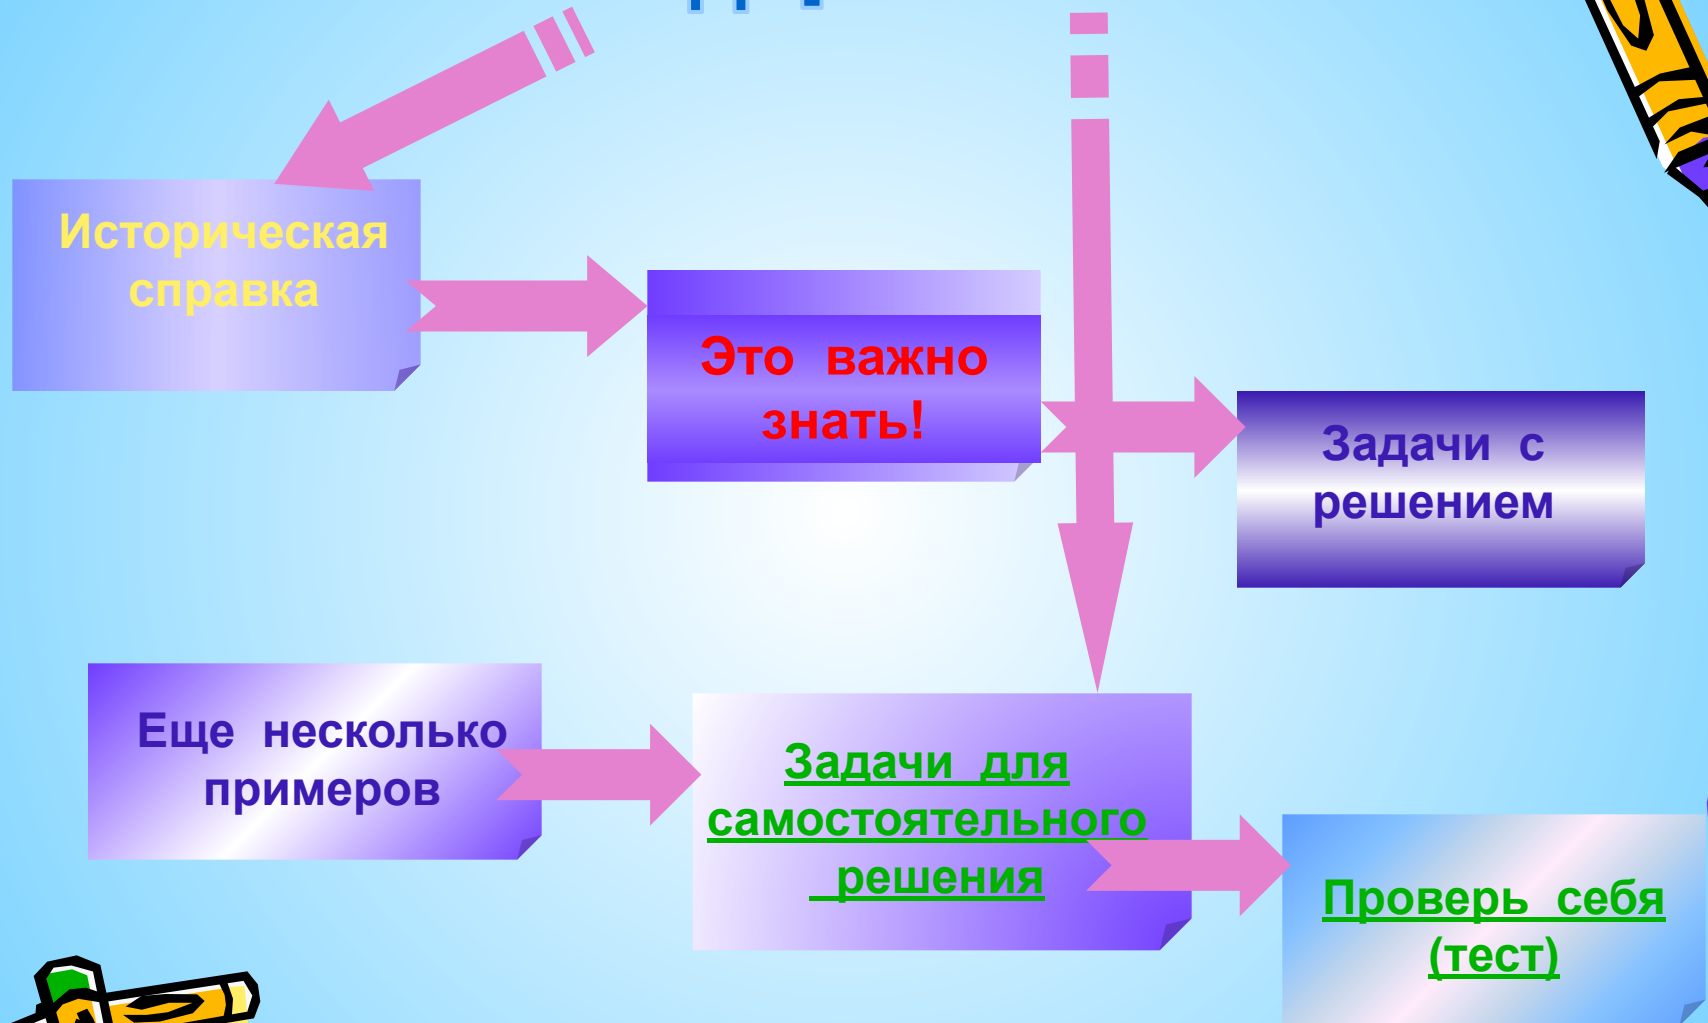 Историческая
справка
Это важно
знать!
Задачи с
решением
Еще несколько
примеров
Задачи для
самостоятельного
решения
Проверь себя
(тест)